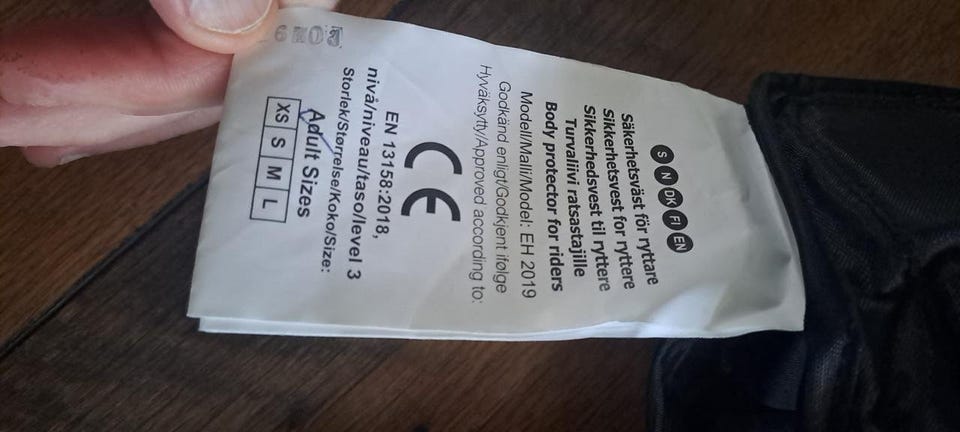 S N DK FI EN
Säkerhetsväst för ryttare
Sikkerhetsvest for ryttere
Sikkerhedsvest til ryttere
Turvaliivi ratsastajille
Body protector for riders
Modell/Malli/Model: EH 2019
Godkänd enligt/Godkjent ifølge
Hyväksytty/Approved according to:
CE
EN 13158:2018,
nivå/niveau/taso/level 3
Storlek/Størrelse/Koko/Size:
Adult Sizes
XS S M L